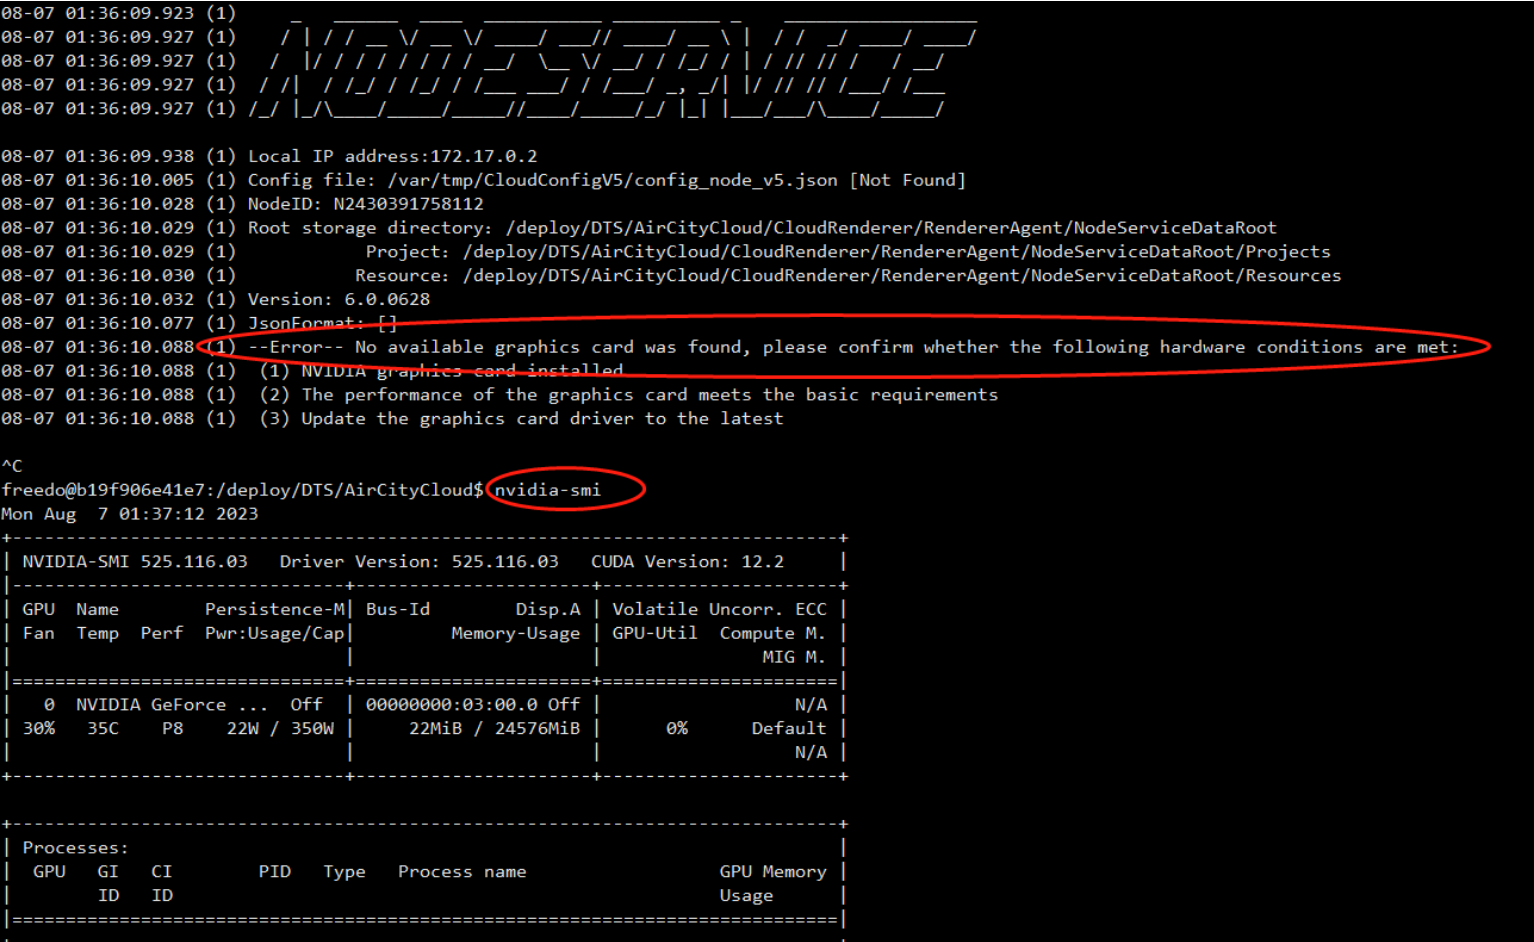 08-07 01:36:09.923 (1)
08-07 01:36:09.927 (1)
08-07 01:36:09.927 (1)
08-07 01:36:09.927 (1)
08-07 01:36:09.927 (1)
NODESERVICE
08-07 01:36:09.938 (1) Local IP address:172.17.0.2
08-07 01:36:10.005 (1) Config file: /var/tmp/CloudConfigV5/config_node_v5.json [Not Found]
08-07 01:36:10.028 (1) NodeID: N2430391758112
08-07 01:36:10.029 (1) Root storage directory: /deploy/DTS/AirCityCloud/CloudRenderer/RendererAgent/NodeServiceDataRoot
08-07 01:36:10.029 (1)            Project: /deploy/DTS/AirCityCloud/CloudRenderer/RendererAgent/NodeServiceDataRoot/Projects
08-07 01:36:10.030 (1)           Resource: /deploy/DTS/AirCityCloud/CloudRenderer/RendererAgent/NodeServiceDataRoot/Resources
08-07 01:36:10.032 (1) Version: 6.0.0628
08-07 01:36:10.077 (1) JsonFormat: []
08-07 01:36:10.088 (1) --Error-- No available graphics card was found, please confirm whether the following hardware conditions are met:
08-07 01:36:10.088 (1)  (1) NVIDIA graphics card installed
08-07 01:36:10.088 (1)  (2) The performance of the graphics card meets the basic requirements
08-07 01:36:10.088 (1)  (3) Update the graphics card driver to the latest
^C
freedo@b19f906e41e7:/deploy/DTS/AirCityCloud$ nvidia-smi
Mon Aug  7 01:37:12 2023
+-----------------------------------------------------------------------------+
| NVIDIA-SMI 525.116.03   Driver Version: 525.116.03   CUDA Version: 12.2     |
|-------------------------------+----------------------+----------------------+
| GPU  Name        Persistence-M| Bus-Id        Disp.A | Volatile Uncorr. ECC |
| Fan  Temp  Perf  Pwr:Usage/Cap|         Memory-Usage | GPU-Util  Compute M. |
|                               |                      |               MIG M. |
|===============================+======================+======================|
|   0  NVIDIA GeForce ...  Off  | 00000000:03:00.0 Off |                  N/A |
| 30%   35C    P8    22W / 350W |     22MiB / 24576MiB |      0%      Default |
|                               |                      |                  N/A |
+-------------------------------+----------------------+----------------------+
+-----------------------------------------------------------------------------+
| Processes:                                                                  |
|  GPU   GI   CI        PID   Type   Process name                  GPU Memory |
|        ID   ID                                                   Usage      |
|=============================================================================|